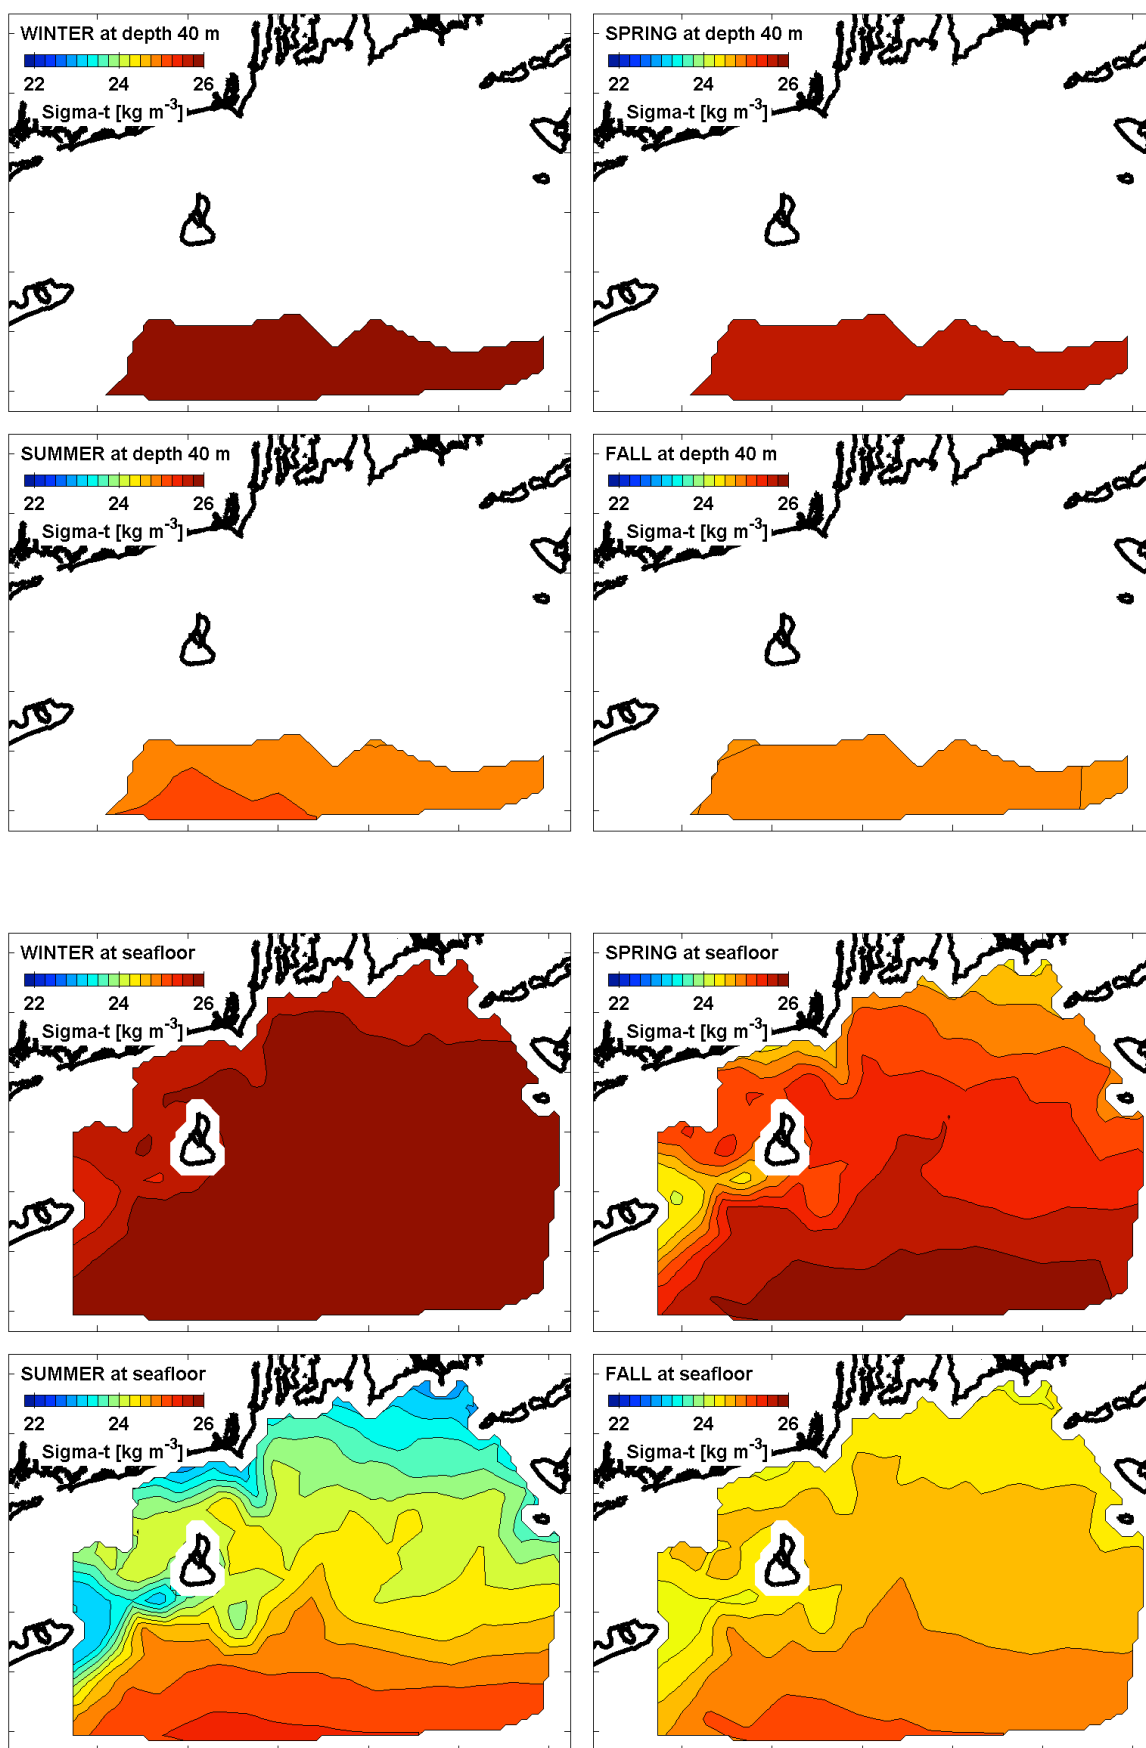 WINTER at depth 40 m
22 24 26
Sigma-t [kg m-3]
SPRING at depth 40 m
22 24 26
Sigma-t [kg m-3]
SUMMER at depth 40 m
22 24 26
Sigma-t [kg m-3]
FALL at depth 40 m
22 24 26
Sigma-t [kg m-3]
WINTER at seafloor
22 24 26
Sigma-t [kg m-3]
SPRING at seafloor
22 24 26
Sigma-t [kg m-3]
SUMMER at seafloor
22 24 26
Sigma-t [kg m-3]
FALL at seafloor
22 24 26
Sigma-t [kg m-3]